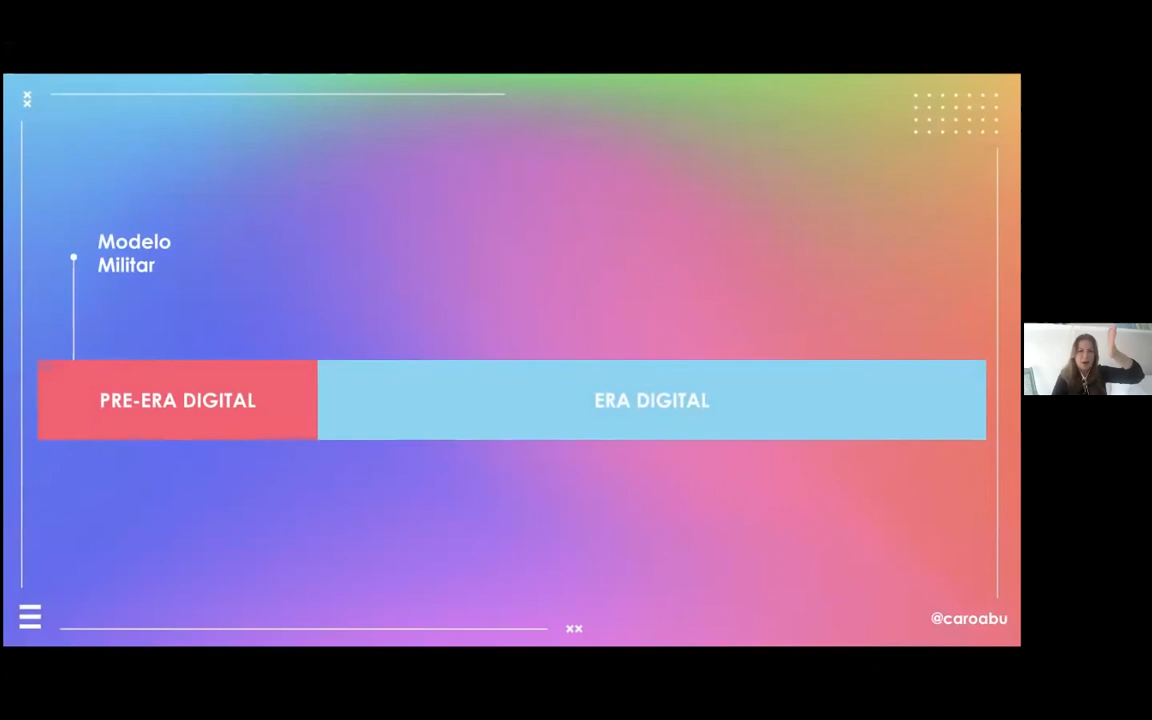 Modelo
Militar
PRE-ERA DIGITAL
ERA DIGITAL
@caroabu